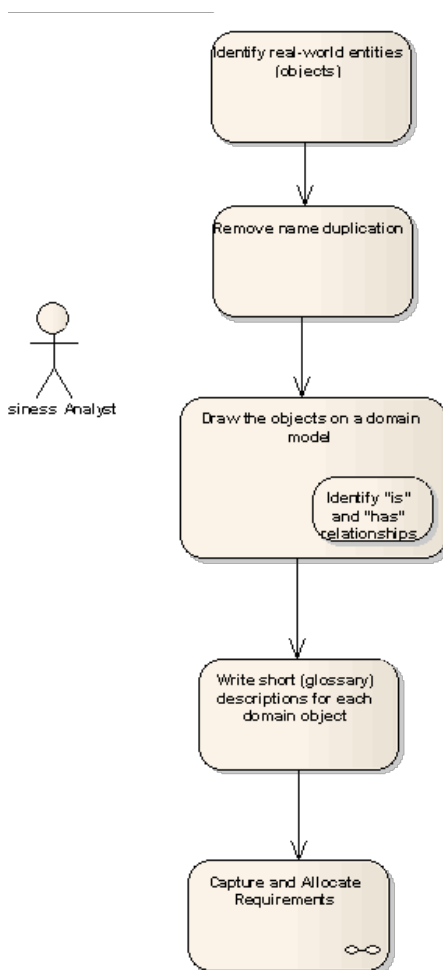 Identify real-world entities
(objects)
Remove name duplication
siness Analyst
Draw the objects on a domain
model
Identify "is"
and "has"
relationships
Write short (glossary)
descriptions for each
domain object
Capture and Allocate
Requirements